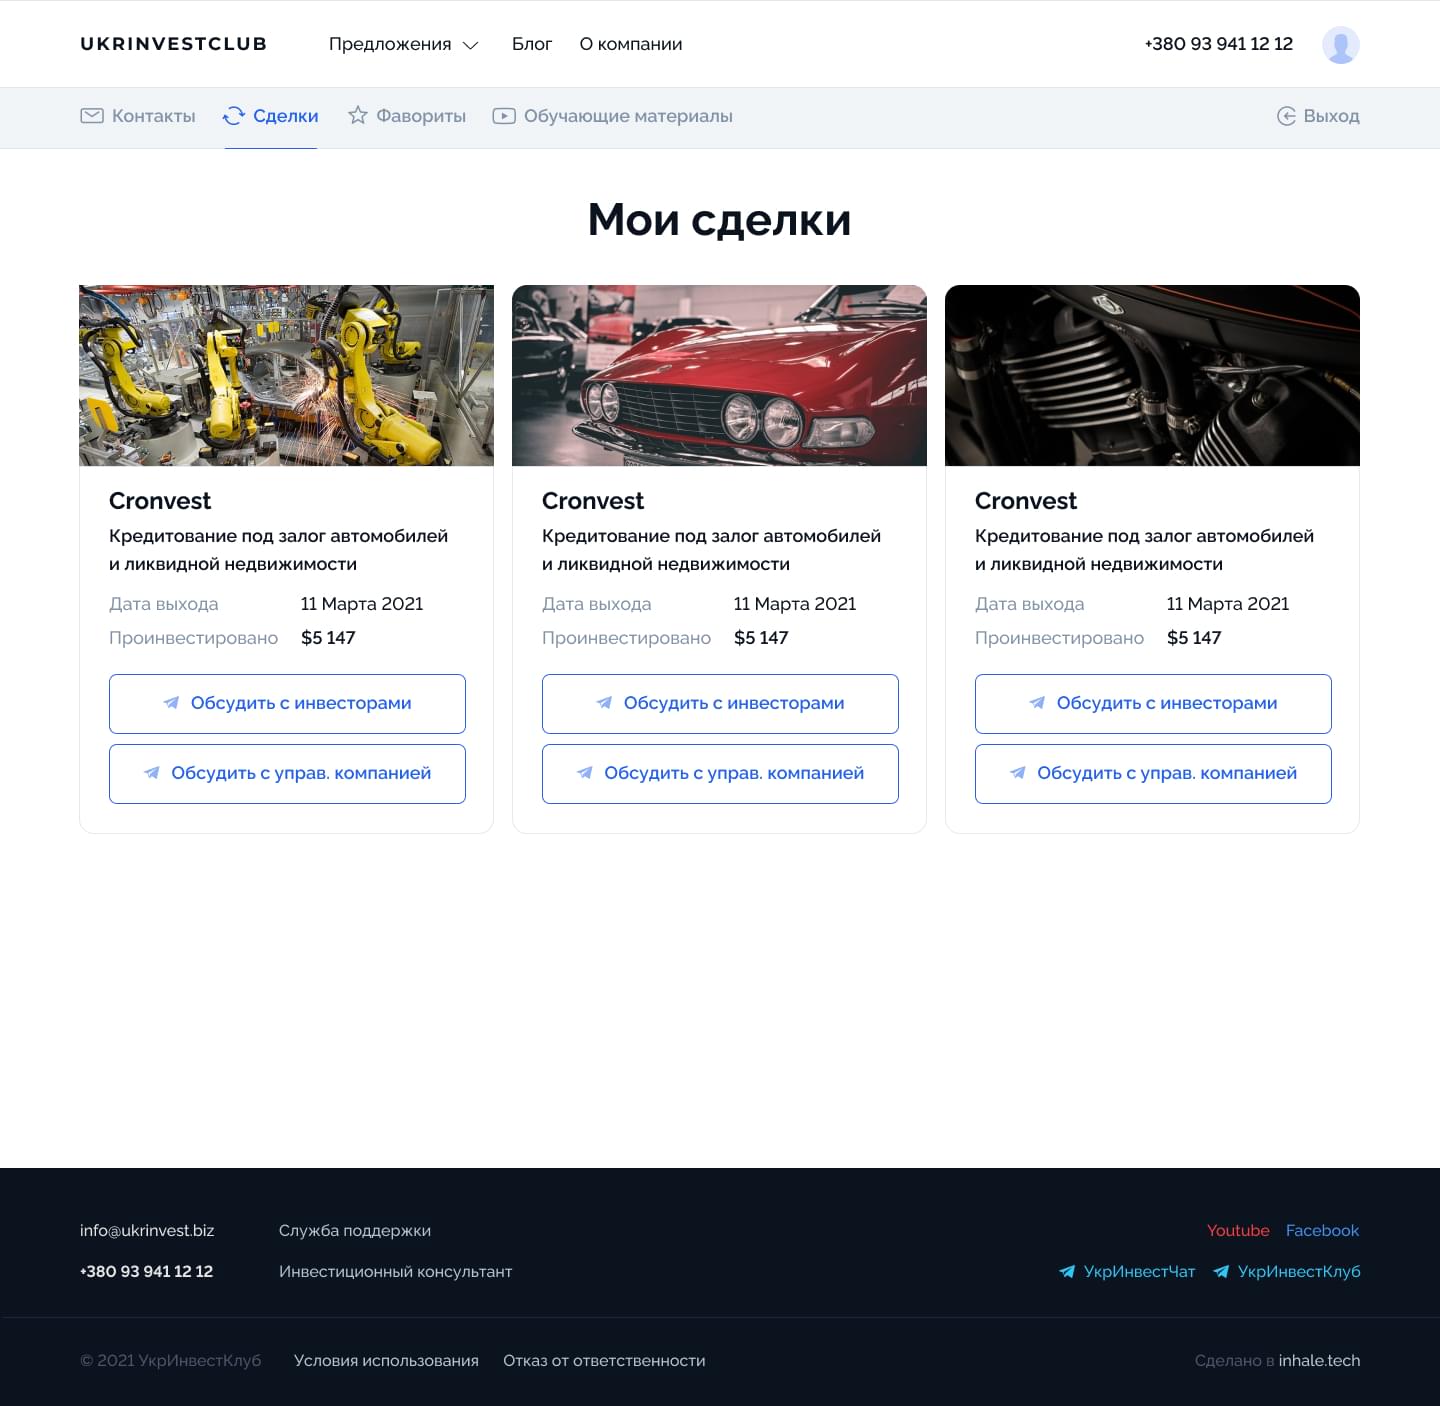 UKRINVESTCLUB
Предложения
Блог
О компании
+380 93 941 12 12
Контакты
Сделки
Фавориты
Обучающие материалы
Выход
Мои сделки
Cronvest
Кредитование под залог автомобилей
и ликвидной недвижимости
Дата выхода 11 Марта 2021
Проинвестировано $5 147
Обсудить с инвесторами
Обсудить с управ. компанией
Cronvest
Кредитование под залог автомобилей
и ликвидной недвижимости
Дата выхода 11 Марта 2021
Проинвестировано $5 147
Обсудить с инвесторами
Обсудить с управ. компанией
Cronvest
Кредитование под залог автомобилей
и ликвидной недвижимости
Дата выхода 11 Марта 2021
Проинвестировано $5 147
Обсудить с инвесторами
Обсудить с управ. компанией
info@ukrinvest.biz
Служба поддержки
Youtube
Facebook
+380 93 941 12 12
Инвестиционный консультант
УкрИнвестЧат
УкрИнвестКлуб
© 2021 УкрИнвестКлуб
Условия использования
Отказ от ответственности
Сделано в inhale.tech